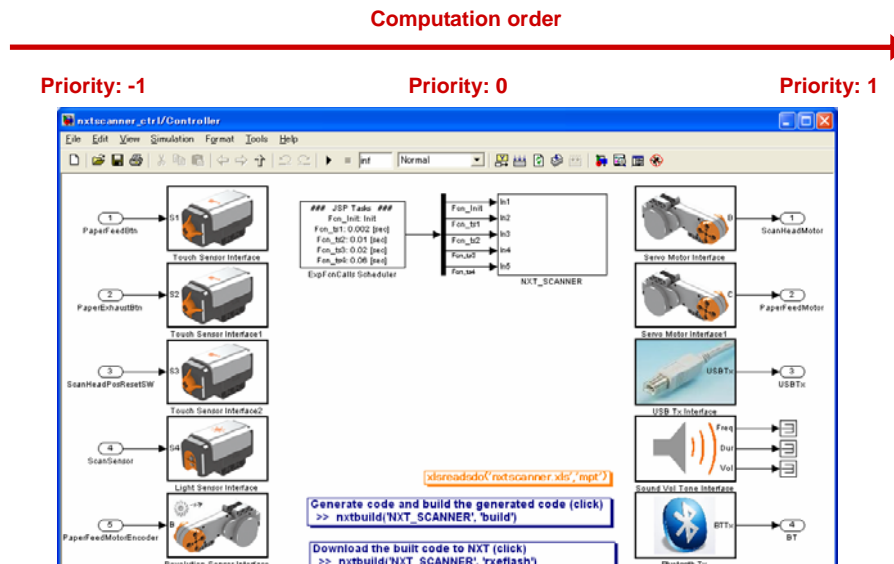 Computation order
Priority: -1
Priority: 0
Priority: 1
nxtscanner_ctrl/Controller
File Edit View Simulation Format Tools Help
inf
Normal
1
PaperFeedBtn
S1
Touch Sensor Interface
2
PaperExhaustBtn
S2
Touch Sensor Interface1
3
ScanHeadPosResetSW
S3
Touch Sensor Interface2
4
ScanSensor
S4
Light Sensor Interface
5
PaperFeedMotorEncoder
B
Revolution Sensor Interface
### JSP Tasks ###
Fcn_Init: Init
Fcn_ts1: 0.002 [sec]
Fcn_ts2: 0.01 [sec]
Fcn_ts3: 0.02 [sec]
Fcn_ts4: 0.06 [sec]
ExpFcnCalls Scheduler
Fcn_Init
Fcn_ts1
Fcn_ts2
Fcn_ts3
Fcn_ts4
In1
In2
In3
In4
In5
NXT_SCANNER
xlsreadsdo('nxtscanner.xls','mpt')
Generate code and build the generated code (click)
>> nxtbuild('NXT_SCANNER', 'build')
Download the built code to NXT (click)
>> nxtbuild('NXT_SCANNER', 'rxeflash')
B
1
ScanHeadMotor
Servo Motor Interface
C
2
PaperFeedMotor
Servo Motor Interface1
USBTx
3
USBTx
USB Tx Interface
Freq
Dur
Vol
Sound Vol Tone Interface
BTTx
4
BT
Bluetooth Tx